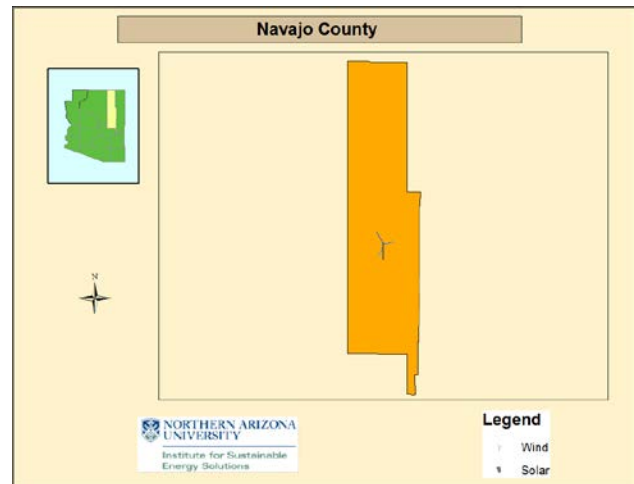 Navajo County
N
NORTHERN ARIZONA
UNIVERSITY
Institute for Sustainable
Energy Solutions
Legend
Wind
Solar